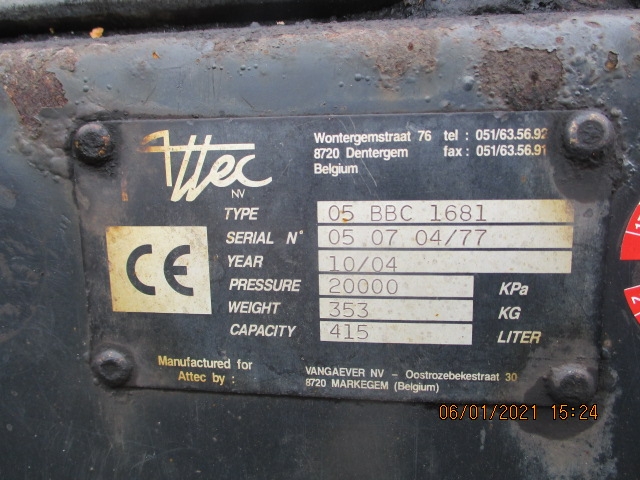 Attec
NV
Wontergemstraat 76 tel : 051/63.56.92
8720 Dentergem fax : 051/63.56.91
Belgium
TYPE 05 BBC 1681
SERIAL N° 05 07 04/77
YEAR 10/04
PRESSURE 20000 KPa
WEIGHT 353 KG
CAPACITY 415 LITER
CE
Manufactured for
Attec by :
VANGAEVER NV - Oostrozebekestraat 30
8720 MARKEGEM (Belgium)
06/01/2021 15:24